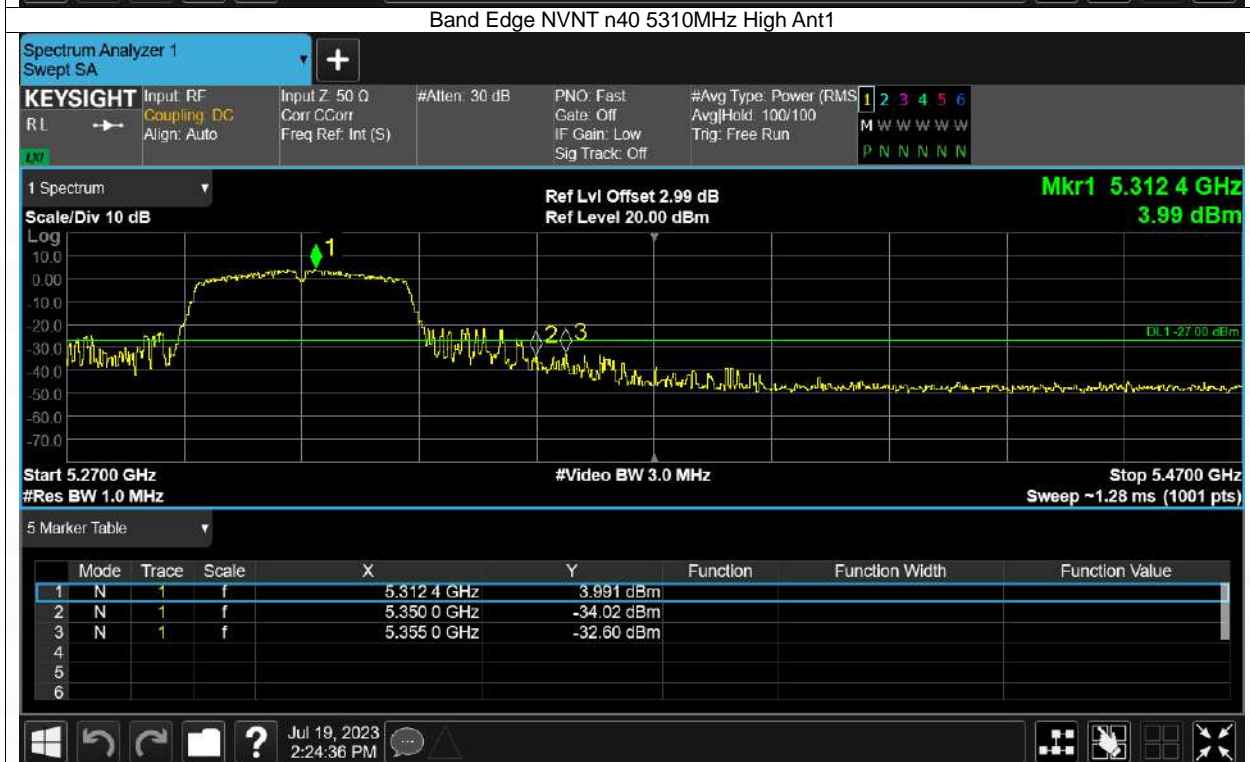 Band Edge NVNT n40 5310MHz High Ant1
Spectrum Analyzer 1
Swept SA
+
KEYSIGHT Input: RF Input Z: 50 Ω #Atten: 30 dB PNO: Fast #Avg Type: Power (RMS 1 2 3 4 5 6
RL Coupling: DC Corr CCorr Gate: Off Avg|Hold: 100/100 M W W W W W
Align: Auto Freq Ref: Int (S) IF Gain: Low Trig: Free Run
LXI Sig Track: Off P N N N N N
1 Spectrum Ref Lvl Offset 2.99 dB Mkr1 5.312 4 GHz
Scale/Div 10 dB Ref Level 20.00 dBm 3.99 dBm
Log
10.0
0.00
-10.0
-20.0
-30.0
-40.0
-50.0
-60.0
-70.0
1
2 3
DL1 -27.00 dBm
Start 5.2700 GHz #Video BW 3.0 MHz Stop 5.4700 GHz
#Res BW 1.0 MHz Sweep ~1.28 ms (1001 pts)
5 Marker Table
Mode Trace Scale X Y Function Function Width Function Value
1 N 1 f 5.312 4 GHz 3.991 dBm
2 N 1 f 5.350 0 GHz -34.02 dBm
3 N 1 f 5.355 0 GHz -32.60 dBm
4
5
6
? Jul 19, 2023
2:24:36 PM